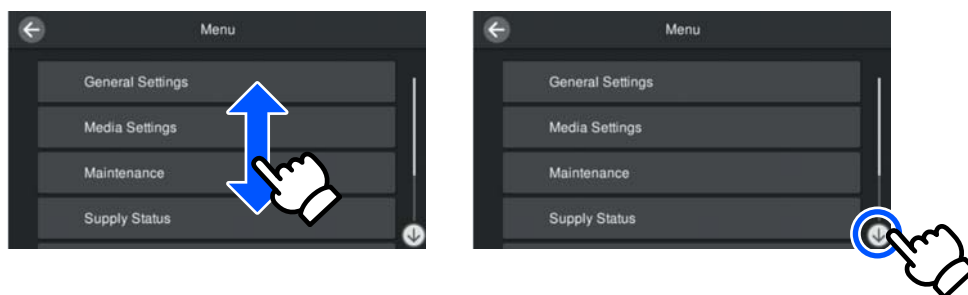 Menu
General Settings
Media Settings
Maintenance
Supply Status
Menu
General Settings
Media Settings
Maintenance
Supply Status